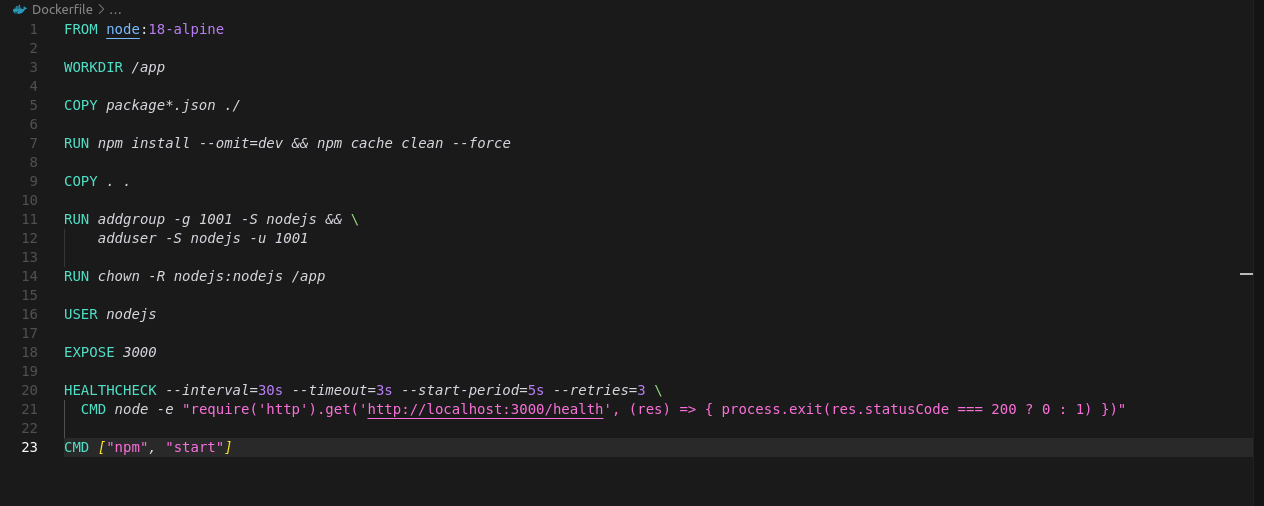 Dockerfile > ...
1 FROM node:18-alpine
2
3 WORKDIR /app
4
5 COPY package*.json ./
6
7 RUN npm install --omit=dev && npm cache clean --force
8
9 COPY . .
10
11 RUN addgroup -g 1001 -S nodejs && \
12     adduser -S nodejs -u 1001
13
14 RUN chown -R nodejs:nodejs /app
15
16 USER nodejs
17
18 EXPOSE 3000
19
20 HEALTHCHECK --interval=30s --timeout=3s --start-period=5s --retries=3 \
21   CMD node -e "require('http').get('http://localhost:3000/health', (res) => { process.exit(res.statusCode === 200 ? 0 : 1) })"
22
23 CMD ["npm", "start"]